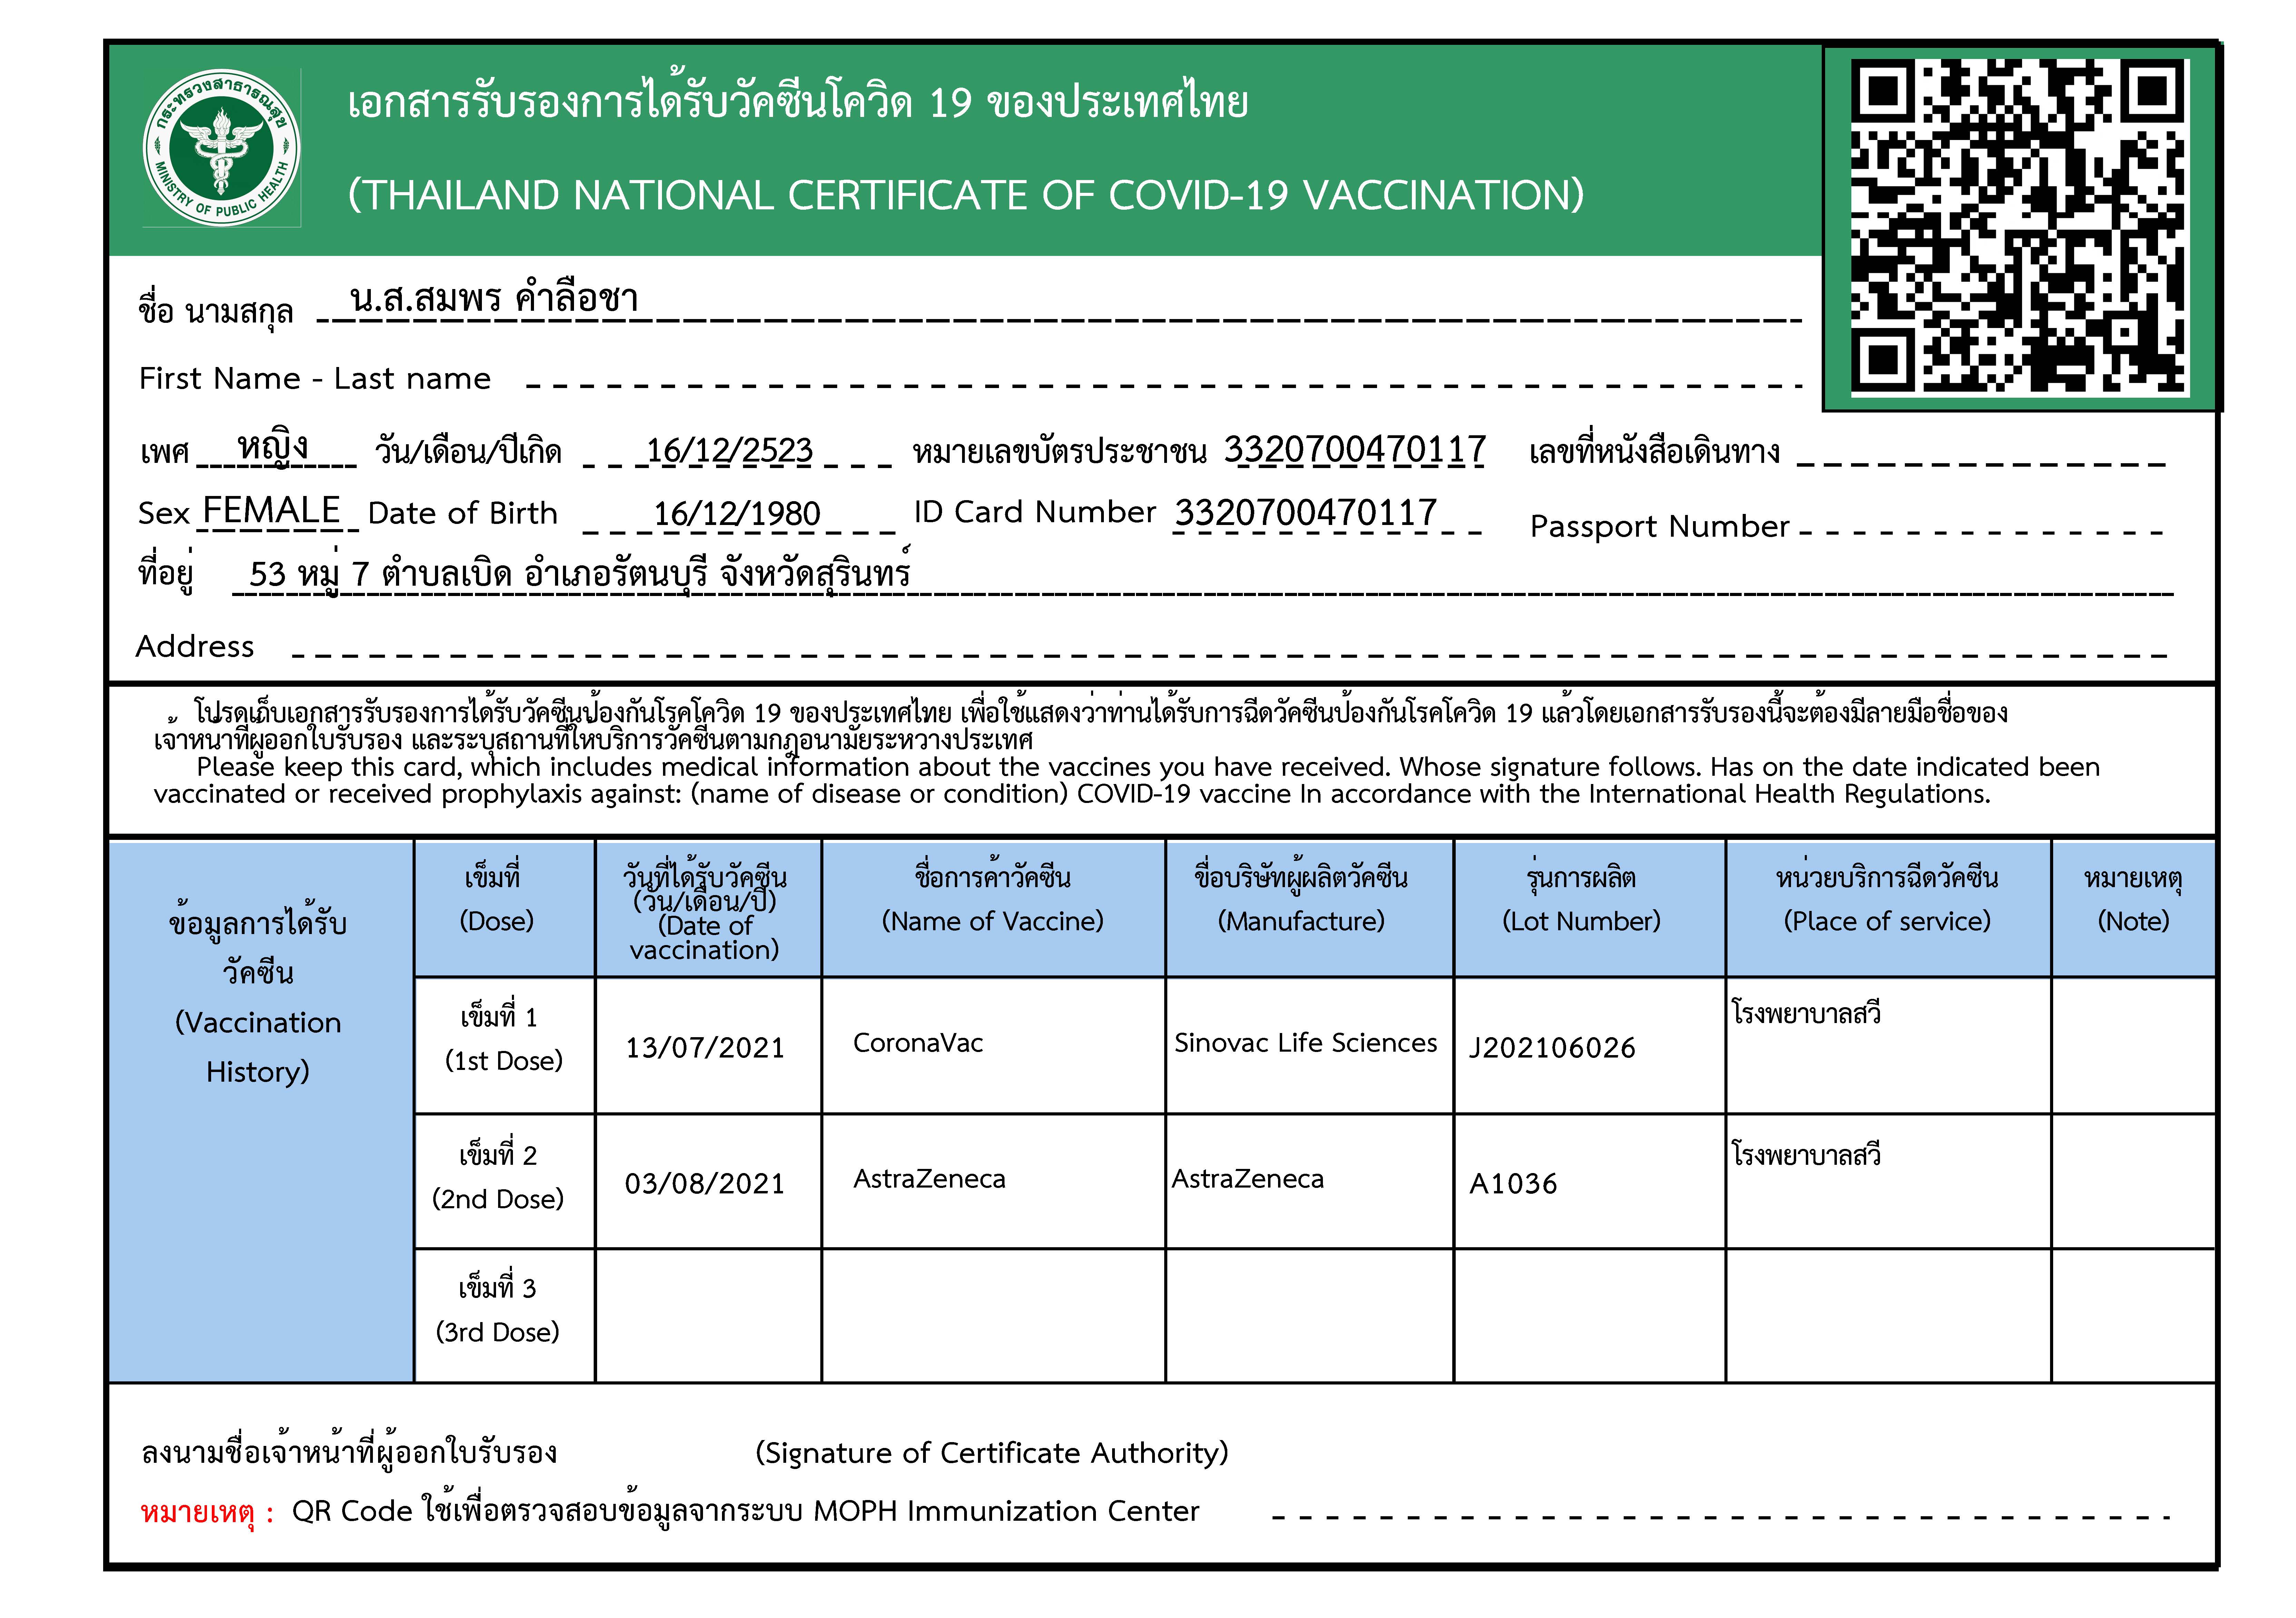 กระทรวงสาธารณสุข
MINISTRY OF PUBLIC HEALTH
เอกสารรับรองการได้รับวัคซีนโควิด 19 ของประเทศไทย
(THAILAND NATIONAL CERTIFICATE OF COVID-19 VACCINATION)
ชื่อ นามสกุล น.ส.สมพร คำลือชา
First Name - Last name
เพศ หญิง วัน/เดือน/ปีเกิด 16/12/2523 หมายเลขบัตรประชาชน 3320700470117 เลขที่หนังสือเดินทาง
Sex FEMALE Date of Birth 16/12/1980 ID Card Number 3320700470117 Passport Number
ที่อยู่ 53 หมู่ 7 ตำบลเบิด อำเภอรัตนบุรี จังหวัดสุรินทร์
Address
โปรดเก็บเอกสารรับรองการได้รับวัคซีนป้องกันโรคโควิด 19 ของประเทศไทย เพื่อใช้แสดงว่าท่านได้รับการฉีดวัคซีนป้องกันโรคโควิด 19 แล้วโดยเอกสารรับรองนี้จะต้องมีลายมือชื่อของ
เจ้าหน้าที่ผู้ออกใบรับรอง และระบุสถานที่ให้บริการวัคซีนตามกฎอนามัยระหว่างประเทศ
Please keep this card, which includes medical information about the vaccines you have received. Whose signature follows. Has on the date indicated been
vaccinated or received prophylaxis against: (name of disease or condition) COVID-19 vaccine In accordance with the International Health Regulations.
ข้อมูลการได้รับ
วัคซีน
(Vaccination
History)
เข็มที่
(Dose)
วันที่ได้รับวัคซีน
(วัน/เดือน/ปี)
(Date of
vaccination)
ชื่อการค้าวัคซีน
(Name of Vaccine)
ชื่อบริษัทผู้ผลิตวัคซีน
(Manufacture)
รุ่นการผลิต
(Lot Number)
หน่วยบริการฉีดวัคซีน
(Place of service)
หมายเหตุ
(Note)
เข็มที่ 1
(1st Dose)
13/07/2021
CoronaVac
Sinovac Life Sciences
J202106026
โรงพยาบาลสวี
เข็มที่ 2
(2nd Dose)
03/08/2021
AstraZeneca
AstraZeneca
A1036
โรงพยาบาลสวี
เข็มที่ 3
(3rd Dose)
ลงนามชื่อเจ้าหน้าที่ผู้ออกใบรับรอง (Signature of Certificate Authority)
หมายเหตุ : QR Code ใช้เพื่อตรวจสอบข้อมูลจากระบบ MOPH Immunization Center